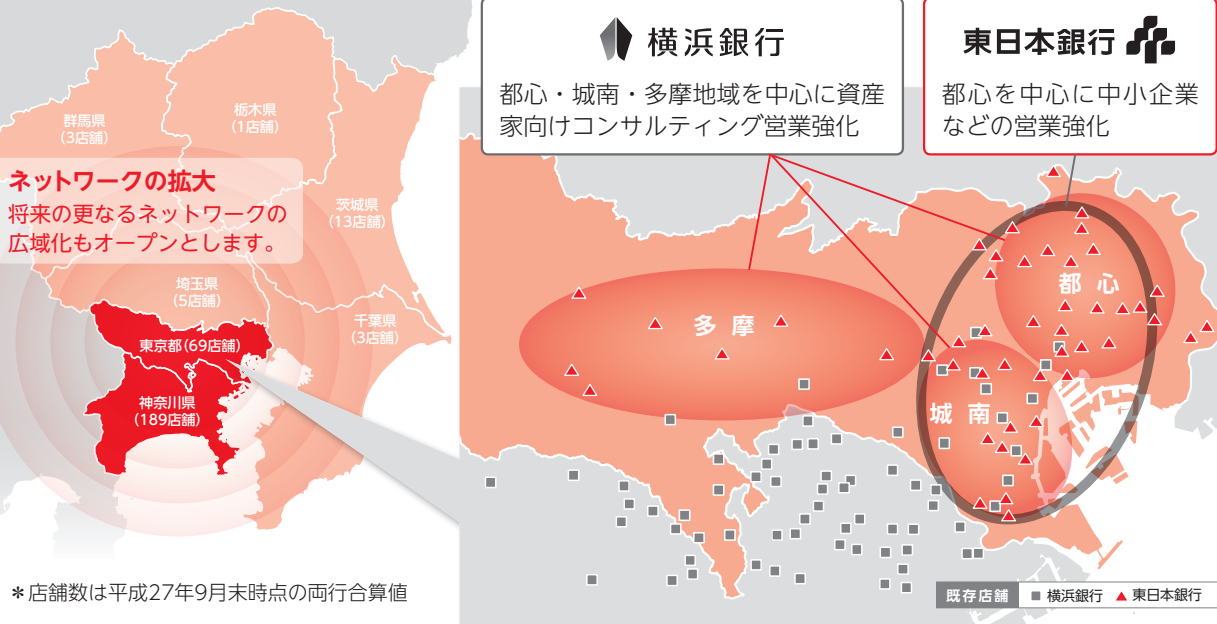 群馬県
(3店舗)
栃木県
(1店舗)
ネットワークの拡大
将来の更なるネットワークの
広域化もオープンとします。
茨城県
(13店舗)
埼玉県
(5店舗)
千葉県
(3店舗)
東京都(69店舗)
神奈川県
(189店舗)
＊店舗数は平成27年9月末時点の両行合算値
横浜銀行
都心・城南・多摩地域を中心に資産
家向けコンサルティング営業強化
東日本銀行
都心を中心に中小企業
などの営業強化
多摩
都心
城南
既存店舗 ■ 横浜銀行 ▲ 東日本銀行